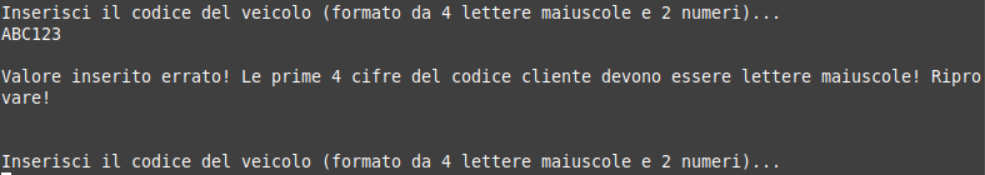 Inserisci il codice del veicolo (formato da 4 lettere maiuscole e 2 numeri)...
ABC123
Valore inserito errato! Le prime 4 cifre del codice cliente devono essere lettere maiuscole! Ripro
vare!
Inserisci il codice del veicolo (formato da 4 lettere maiuscole e 2 numeri)...